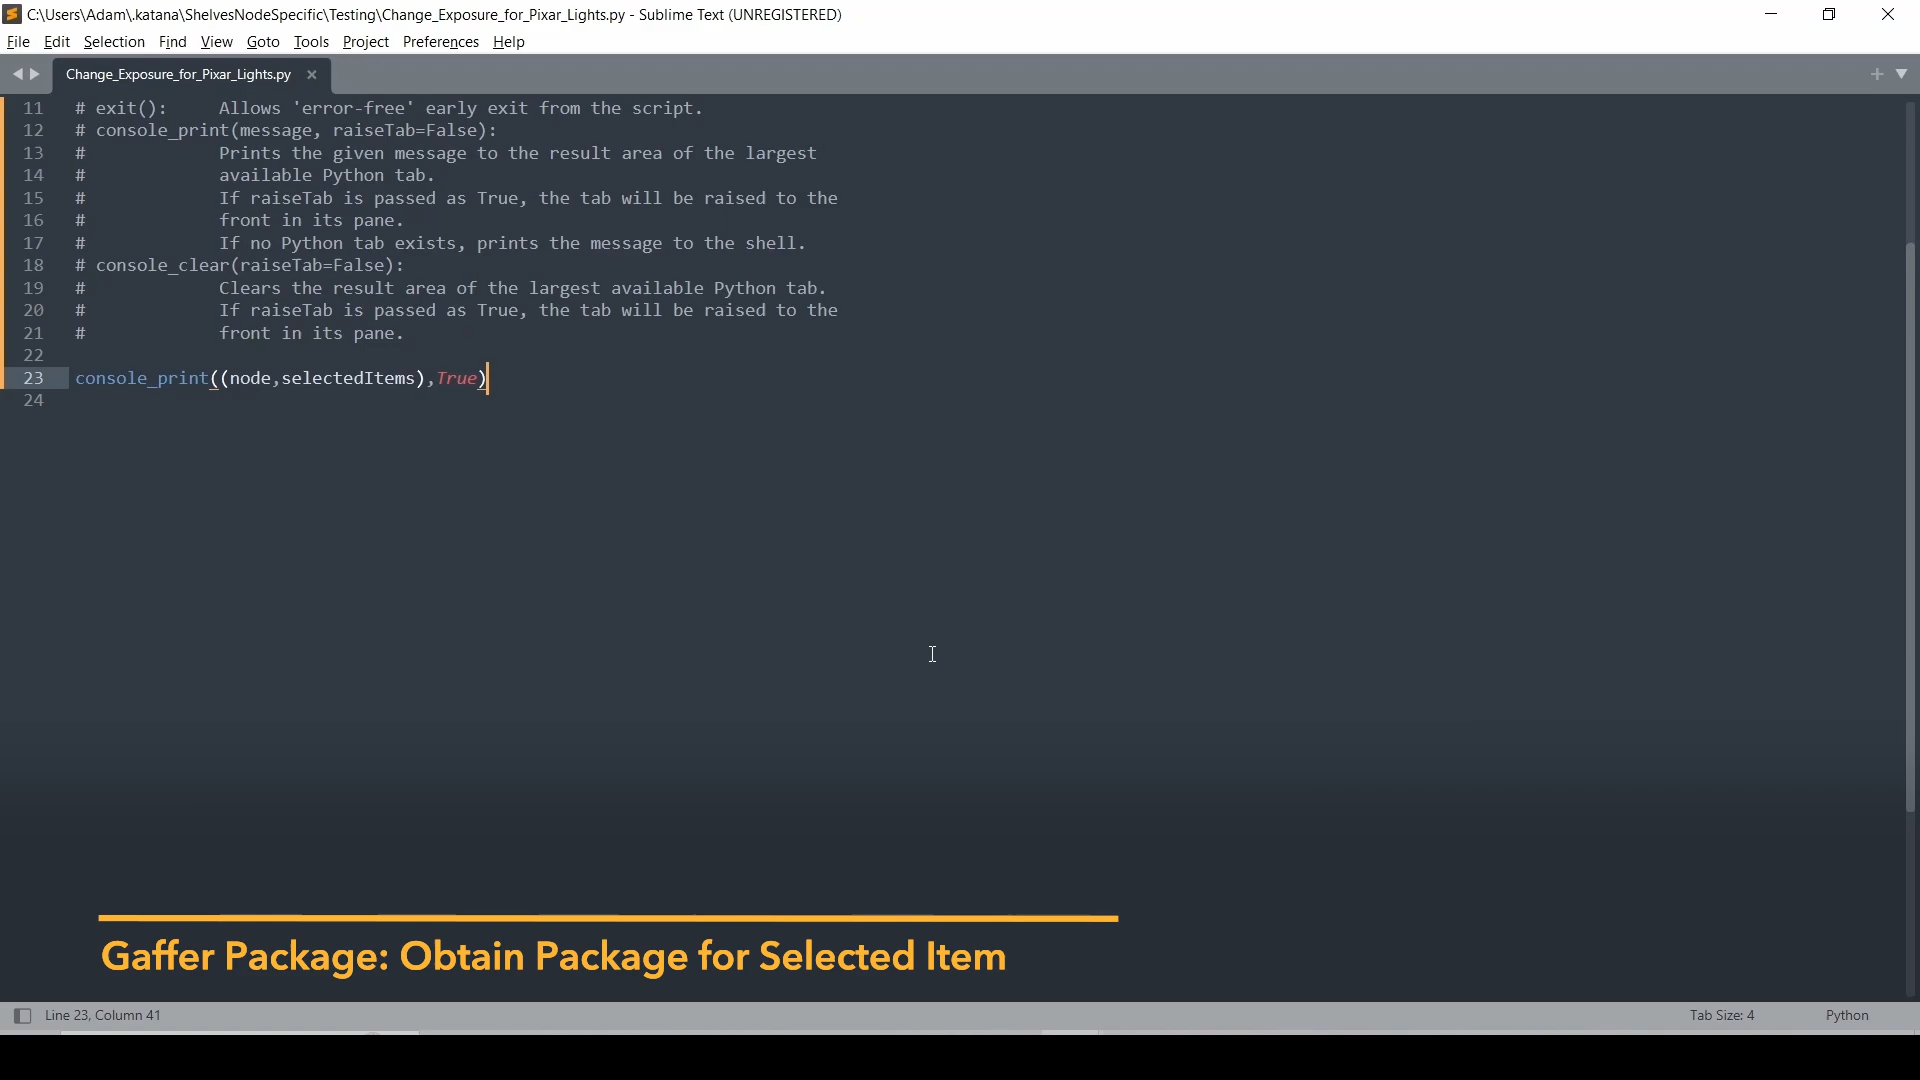 C:\Users\Adam\.katana\ShelvesNodeSpecific\Testing\Change_Exposure_for_Pixar_Lights.py - Sublime Text (UNREGISTERED)
File Edit Selection Find View Goto Tools Project Preferences Help
Change_Exposure_for_Pixar_Lights.py
11 # exit():     Allows 'error-free' early exit from the script.
12 # console_print(message, raiseTab=False):
13 #             Prints the given message to the result area of the largest
14 #             available Python tab.
15 #             If raiseTab is passed as True, the tab will be raised to the
16 #             front in its pane.
17 #             If no Python tab exists, prints the message to the shell.
18 # console_clear(raiseTab=False):
19 #             Clears the result area of the largest available Python tab.
20 #             If raiseTab is passed as True, the tab will be raised to the
21 #             front in its pane.
22
23 console_print((node,selectedItems),True)
24
Gaffer Package: Obtain Package for Selected Item
Line 23, Column 41 Tab Size: 4 Python